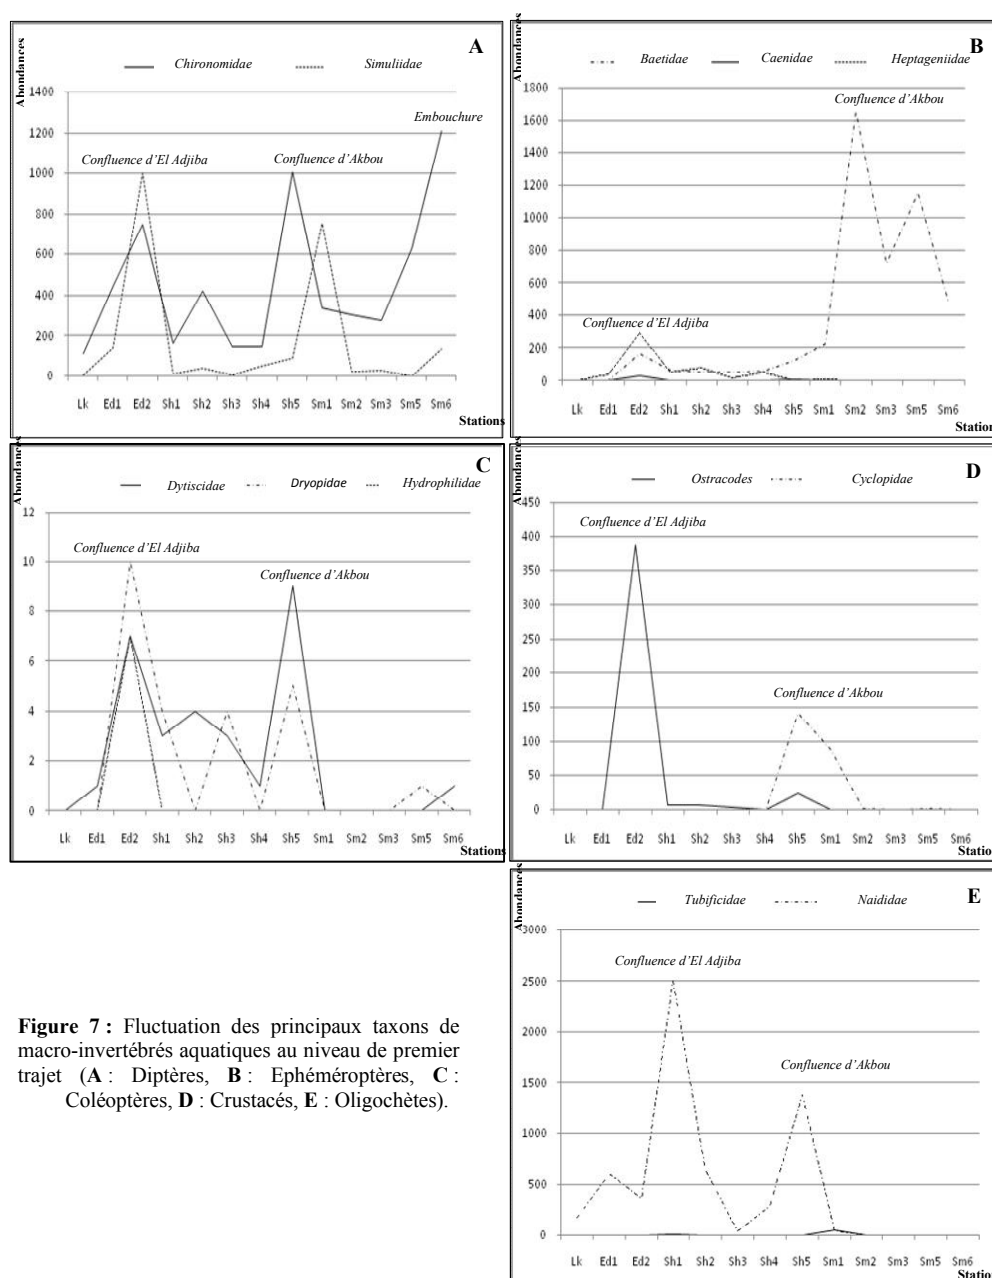 A
Abondances
Chironomidae Simuliidae
1400
1200
1000
800
600
400
200
0
Embouchure
Confluence d'El Adjiba Confluence d'Akbou
Lk Ed1 Ed2 Sh1 Sh2 Sh3 Sh4 Sh5 Sm1 Sm2 Sm3 Sm5 Sm6
Stations
B
Abondances
Baetidae Caenidae Heptageniidae
1800
1600
1400
1200
1000
800
600
400
200
0
Confluence d'Akbou
Confluence d'El Adjiba
Lk Ed1 Ed2 Sh1 Sh2 Sh3 Sh4 Sh5 Sm1 Sm2 Sm3 Sm5 Sm6
Station
C
Abondances
Dytiscidae Dryopidae Hydrophilidae
12
10
8
6
4
2
0
Confluence d'El Adjiba
Confluence d'Akbou
Lk Ed1 Ed2 Sh1 Sh2 Sh3 Sh4 Sh5 Sm1 Sm2 Sm3 Sm5 Sm6
Stations
D
Abondances
Ostracodes Cyclopidae
450
400
350
300
250
200
150
100
50
0
Confluence d'El Adjiba
Confluence d'Akbou
Lk Ed1 Ed2 Sh1 Sh2 Sh3 Sh4 Sh5 Sm1 Sm2 Sm3 Sm5 Sm6
Station
E
Abondances
Tubificidae Naididae
3000
2500
2000
1500
1000
500
0
Confluence d'El Adjiba
Confluence d'Akbou
Lk Ed1 Ed2 Sh1 Sh2 Sh3 Sh4 Sh5 Sm1 Sm2 Sm3 Sm5 Sm6
Station
Figure 7 : Fluctuation des principaux taxons de
macro-invertébrés aquatiques au niveau de premier
trajet (A : Diptères, B : Ephéméroptères, C :
Coléoptères, D : Crustacés, E : Oligochètes).